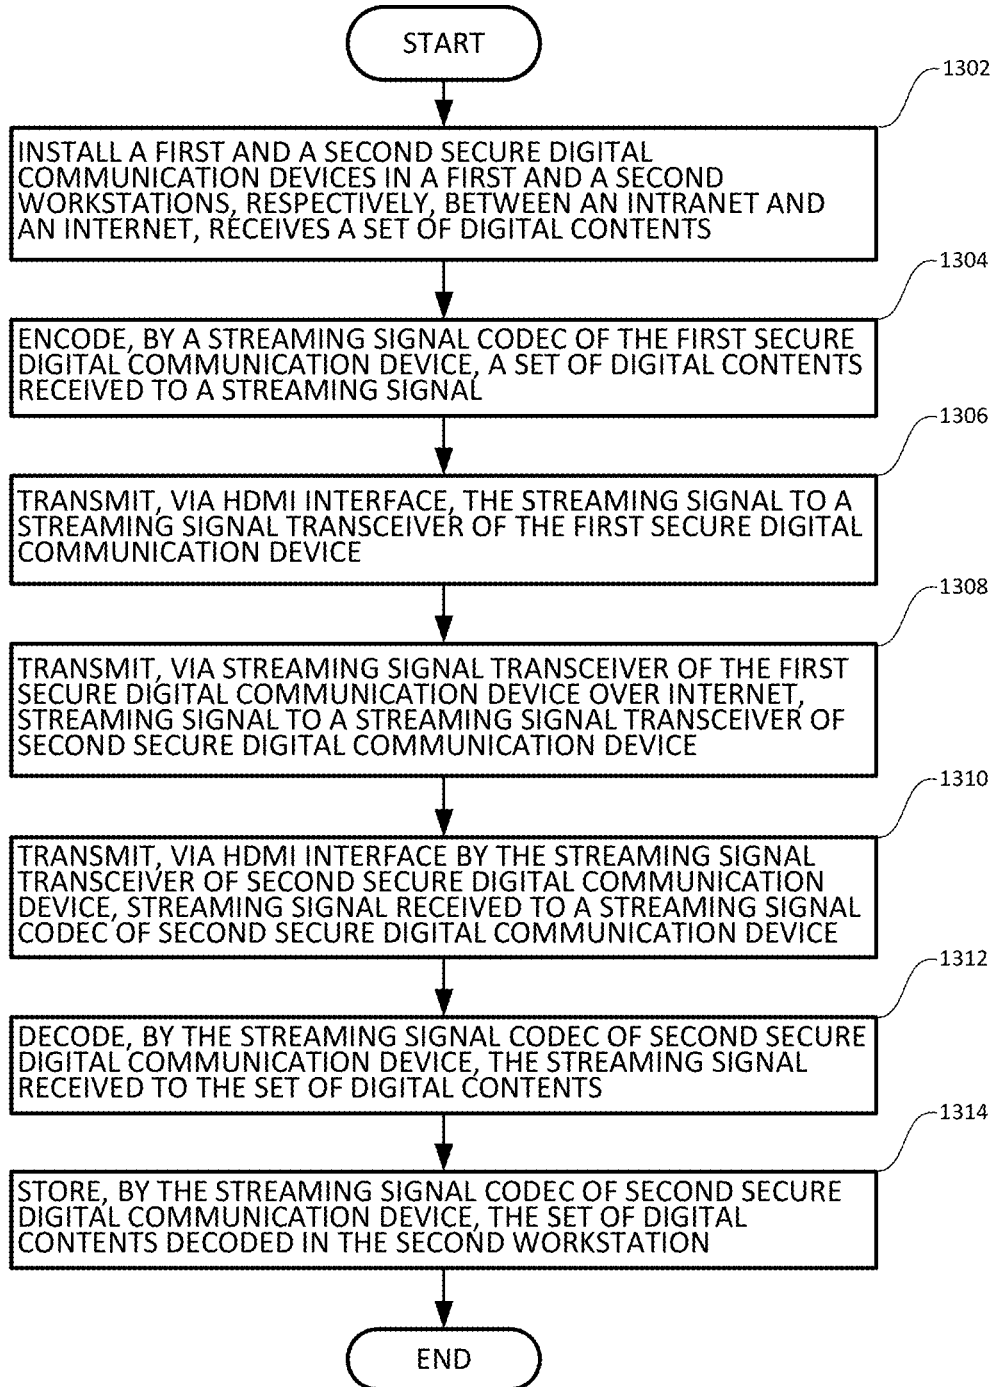 START
1302
INSTALL A FIRST AND A SECOND SECURE DIGITAL
COMMUNICATION DEVICES IN A FIRST AND A SECOND
WORKSTATIONS, RESPECTIVELY, BETWEEN AN INTRANET AND
AN INTERNET, RECEIVES A SET OF DIGITAL CONTENTS
1304
ENCODE, BY A STREAMING SIGNAL CODEC OF THE FIRST SECURE
DIGITAL COMMUNICATION DEVICE, A SET OF DIGITAL CONTENTS
RECEIVED TO A STREAMING SIGNAL
1306
TRANSMIT, VIA HDMI INTERFACE, THE STREAMING SIGNAL TO A
STREAMING SIGNAL TRANSCEIVER OF THE FIRST SECURE DIGITAL
COMMUNICATION DEVICE
1308
TRANSMIT, VIA STREAMING SIGNAL TRANSCEIVER OF THE FIRST
SECURE DIGITAL COMMUNICATION DEVICE OVER INTERNET,
STREAMING SIGNAL TO A STREAMING SIGNAL TRANSCEIVER OF
SECOND SECURE DIGITAL COMMUNICATION DEVICE
1310
TRANSMIT, VIA HDMI INTERFACE BY THE STREAMING SIGNAL
TRANSCEIVER OF SECOND SECURE DIGITAL COMMUNICATION
DEVICE, STREAMING SIGNAL RECEIVED TO A STREAMING SIGNAL
CODEC OF SECOND SECURE DIGITAL COMMUNICATION DEVICE
1312
DECODE, BY THE STREAMING SIGNAL CODEC OF SECOND SECURE
DIGITAL COMMUNICATION DEVICE, THE STREAMING SIGNAL
RECEIVED TO THE SET OF DIGITAL CONTENTS
1314
STORE, BY THE STREAMING SIGNAL CODEC OF SECOND SECURE
DIGITAL COMMUNICATION DEVICE, THE SET OF DIGITAL
CONTENTS DECODED IN THE SECOND WORKSTATION
END